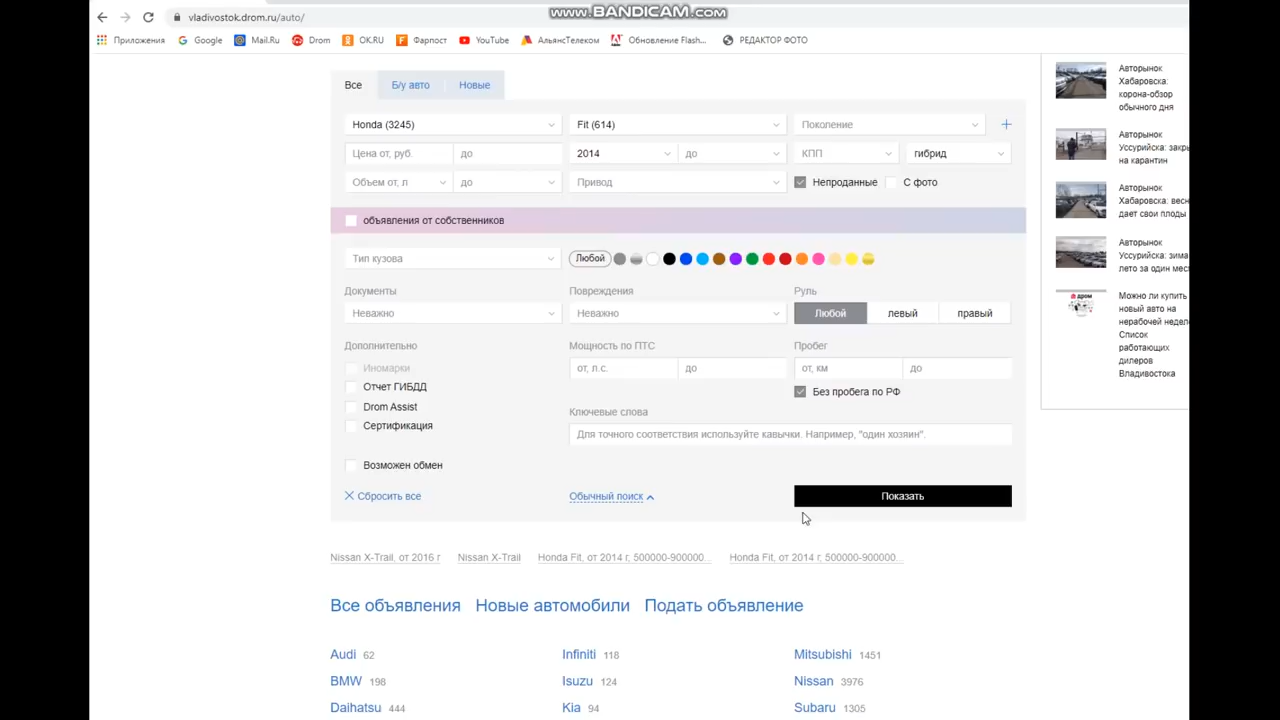 www.BANDICAM.com
vladivostok.drom.ru/auto/
Приложения Google Mail.Ru Drom OK.RU Фарпост YouTube АльянсТелеком Обновление Flash... РЕДАКТОР ФОТО
Все Б/у авто Новые
Honda (3245) Fit (614) Поколение
Цена от, руб. до 2014 до КПП гибрид
Объем от, л до Привод Непроданные С фото
объявления от собственников
Тип кузова Любой
Документы Повреждения Руль
Неважно Неважно Любой левый правый
Дополнительно Мощность по ПТС Пробег
Иномарки от, л.с. до от, км до
Отчет ГИБДД Без пробега по РФ
Drom Assist Ключевые слова
Сертификация Для точного соответствия используйте кавычки. Например, "один хозяин".
Возможен обмен
Сбросить все Обычный поиск Показать
Nissan X-Trail, от 2016 г Nissan X-Trail Honda Fit, от 2014 г, 500000-900000... Honda Fit, от 2014 г, 500000-900000...
Все объявления Новые автомобили Подать объявление
Audi 62 Infiniti 118 Mitsubishi 1451
BMW 198 Isuzu 124 Nissan 3976
Daihatsu 444 Kia 94 Subaru 1305
Авторынок
Хабаровска:
корона-обзор
обычного дня
Авторынок
Уссурийска: закры
на карантин
Авторынок
Хабаровска: весн
дает свои плоды
Авторынок
Уссурийска: зима
лето за один мес
Можно ли купить
новый авто на
нерабочей недел
Список
работающих
дилеров
Владивостока